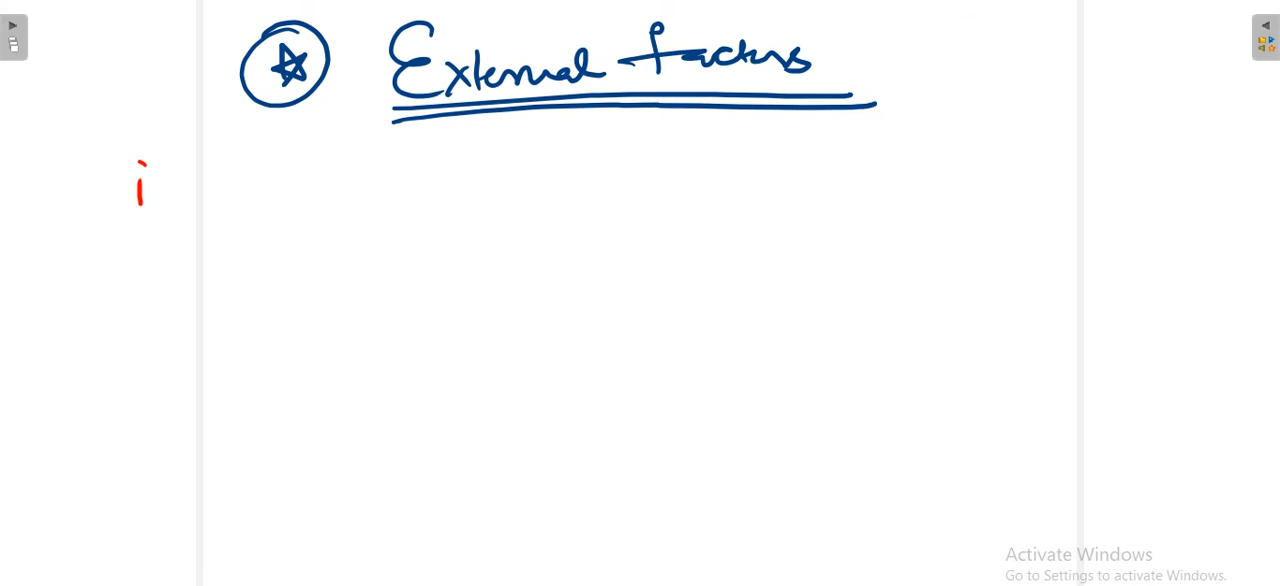 External factors
i
Activate Windows
Go to Settings to activate Windows.